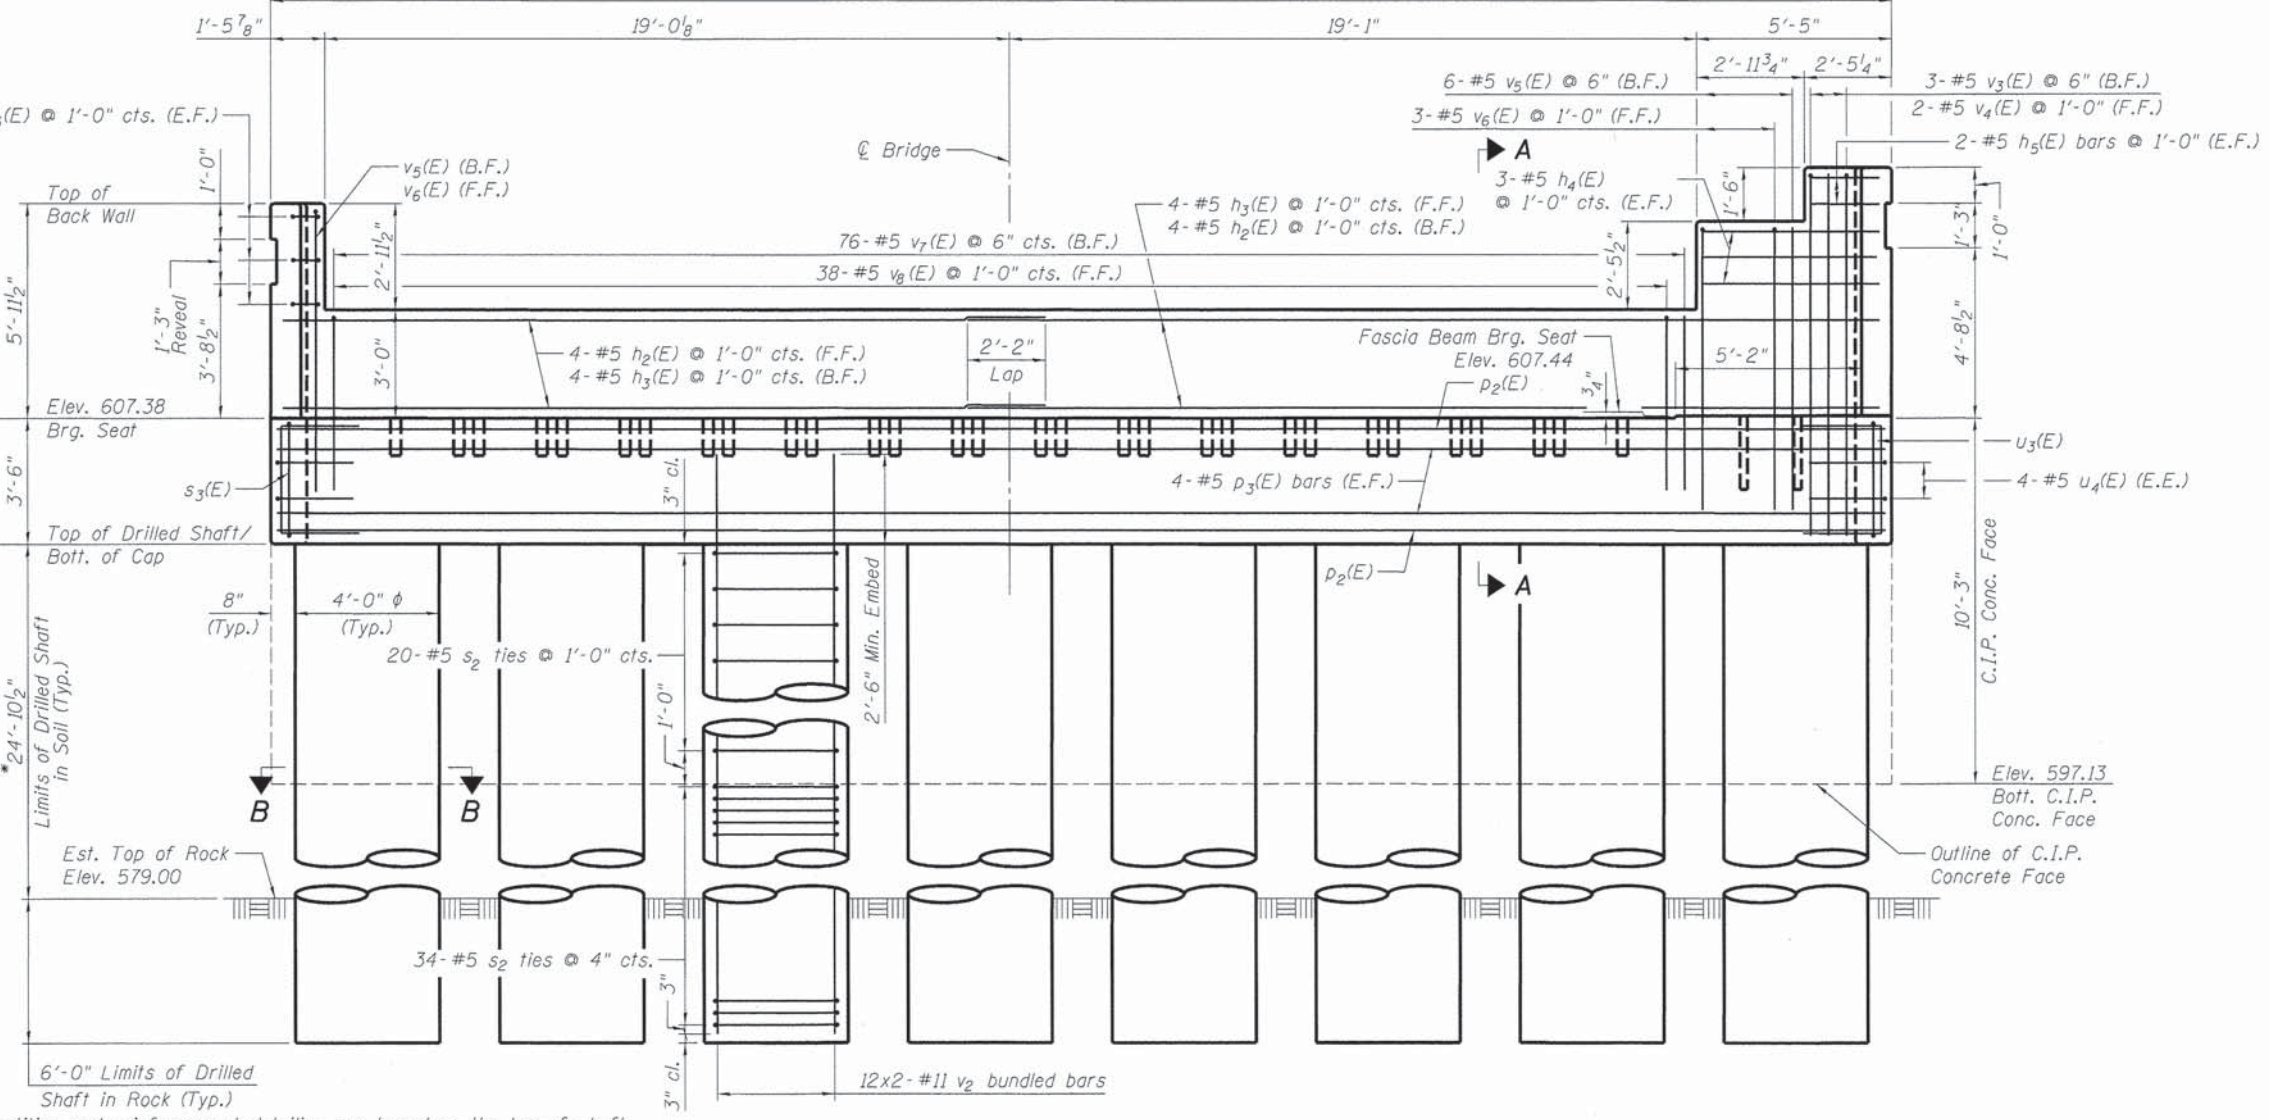 1'-5 7/8"
19'-0 1/8"
19'-1"
5'-5"
2'-11 3/4"
2'-5 1/4"
6-#5 v5(E) @ 6" (B.F.)
3-#5 v3(E) @ 6" (B.F.)
3-#5 v6(E) @ 1'-0" (F.F.)
2-#5 v4(E) @ 1'-0" (F.F.)
(E) @ 1'-0" cts. (E.F.)
2-#5 h5(E) bars @ 1'-0" (E.F.)
℄ Bridge
A
1'-0"
v5(E) (B.F.)
v6(E) (F.F.)
3-#5 h4(E)
@ 1'-0" cts. (E.F.)
1'-6"
Top of
Back Wall
4-#5 h3(E) @ 1'-0" cts. (F.F.)
4-#5 h2(E) @ 1'-0" cts. (B.F.)
1'-3"
1'-0"
76-#5 v7(E) @ 6" cts. (B.F.)
38-#5 v8(E) @ 1'-0" cts. (F.F.)
2'-11 1/2"
2'-5 1/2"
5'-11 1/2"
1'-3"
Reveal
3'-8 1/2"
3'-0"
4-#5 h2(E) @ 1'-0" cts. (F.F.)
4-#5 h3(E) @ 1'-0" cts. (B.F.)
2'-2"
Lap
Fascia Beam Brg. Seat
Elev. 607.44
5'-2"
4'-8 1/2"
p2(E)
3/4"
Elev. 607.38
Brg. Seat
3'-6"
s3(E)
3" cl.
4-#5 p3(E) bars (E.F.)
u3(E)
4-#5 u4(E) (E.E.)
Top of Drilled Shaft/
Bott. of Cap
p2(E)
A
8"
(Typ.)
4'-0" ϕ
(Typ.)
2'-6" Min. Embed
10'-3"
C.I.P. Conc. Face
20-#5 s2 ties @ 1'-0" cts.
1'-0"
*24'-10 1/2"
Limits of Drilled Shaft
in Soil (Typ.)
B
B
Elev. 597.13
Bott. C.I.P.
Conc. Face
Est. Top of Rock
Elev. 579.00
Outline of C.I.P.
Concrete Face
34-#5 s2 ties @ 4" cts.
3"
3" cl.
6'-0" Limits of Drilled
Shaft in Rock (Typ.)
12x2-#11 v2 bundled bars